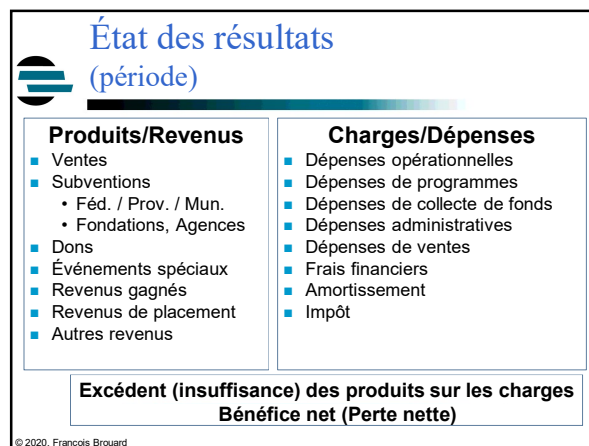 État des résultats
(période)
Produits/Revenus
Ventes
Subventions
• Féd. / Prov. / Mun.
• Fondations, Agences
Dons
Événements spéciaux
Revenus gagnés
Revenus de placement
Autres revenus
Charges/Dépenses
Dépenses opérationnelles
Dépenses de programmes
Dépenses de collecte de fonds
Dépenses administratives
Dépenses de ventes
Frais financiers
Amortissement
Impôt
Excédent (insuffisance) des produits sur les charges
Bénéfice net (Perte nette)
© 2020, François Brouard